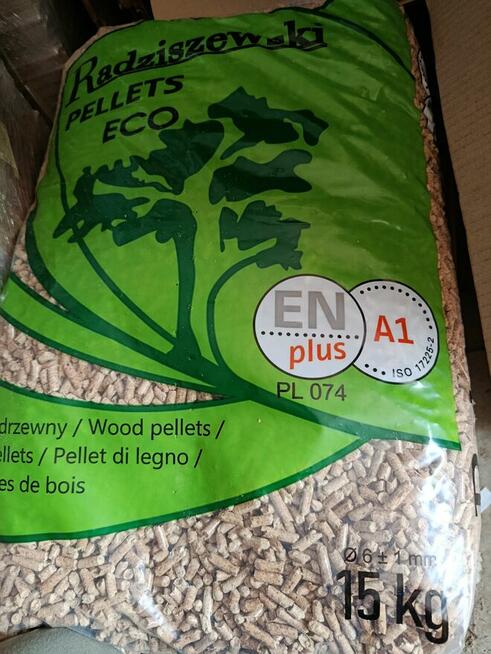 Radziszewski
PELLETS
ECO
EN
plus
A1
ISO 17225-2
PL 074
drzewny / Wood pellets /
ellets / Pellet di legno /
es de bois
Ø 6 ± 1 mm
15 kg